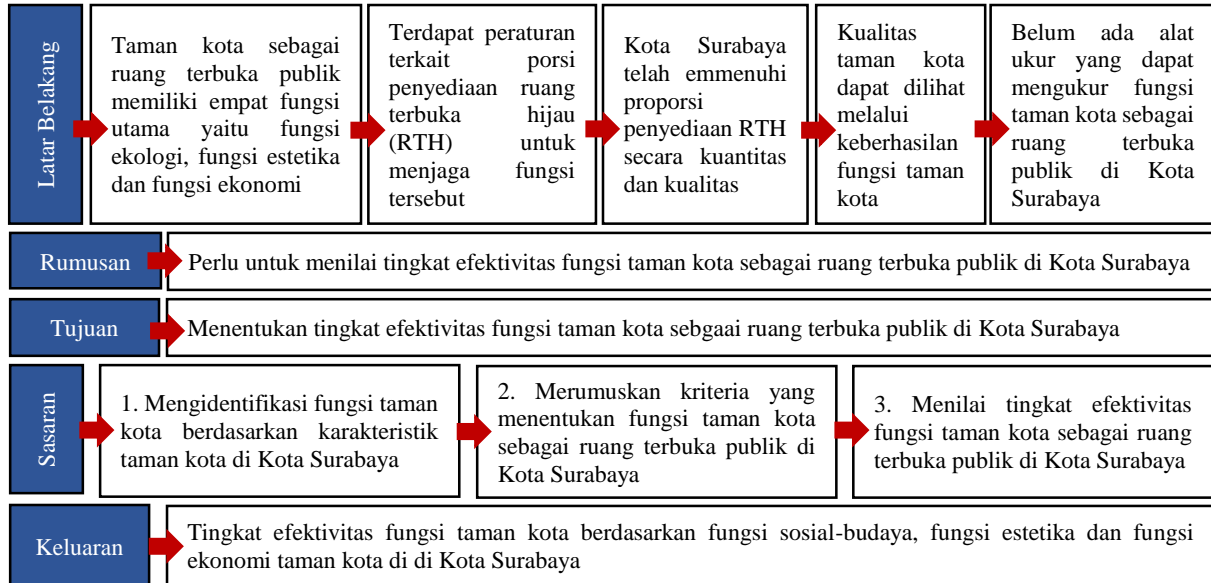 Latar Belakang
Taman kota sebagai
ruang terbuka publik
memiliki empat fungsi
utama yaitu fungsi
ekologi, fungsi estetika
dan fungsi ekonomi
Terdapat peraturan
terkait porsi
penyediaan ruang
terbuka hijau
(RTH) untuk
menjaga fungsi
tersebut
Kota Surabaya
telah emmenuhi
proporsi
penyediaan RTH
secara kuantitas
dan kualitas
Kualitas
taman kota
dapat dilihat
melalui
keberhasilan
fungsi taman
kota
Belum ada alat
ukur yang dapat
mengukur fungsi
taman kota sebagai
ruang terbuka
publik di Kota
Surabaya
Rumusan
Perlu untuk menilai tingkat efektivitas fungsi taman kota sebagai ruang terbuka publik di Kota Surabaya
Tujuan
Menentukan tingkat efektivitas fungsi taman kota sebgaai ruang terbuka publik di Kota Surabaya
Sasaran
1. Mengidentifikasi fungsi taman
kota berdasarkan karakteristik
taman kota di Kota Surabaya
2. Merumuskan kriteria yang
menentukan fungsi taman kota
sebagai ruang terbuka publik di
Kota Surabaya
3. Menilai tingkat efektivitas
fungsi taman kota sebagai ruang
terbuka publik di Kota Surabaya
Keluaran
Tingkat efektivitas fungsi taman kota berdasarkan fungsi sosial-budaya, fungsi estetika dan fungsi
ekonomi taman kota di di Kota Surabaya